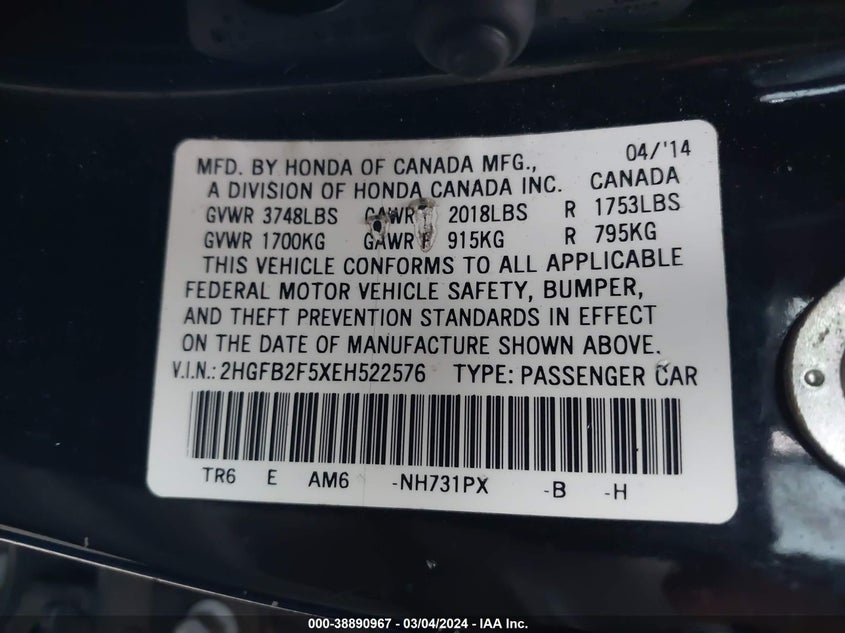 MFD. BY HONDA OF CANADA MFG., 04/'14
A DIVISION OF HONDA CANADA INC. CANADA
GVWR 3748LBS GAWR F 2018LBS R 1753LBS
GVWR 1700KG GAWR F 915KG R 795KG
THIS VEHICLE CONFORMS TO ALL APPLICABLE
FEDERAL MOTOR VEHICLE SAFETY, BUMPER,
AND THEFT PREVENTION STANDARDS IN EFFECT
ON THE DATE OF MANUFACTURE SHOWN ABOVE.
V.I.N.: 2HGFB2F5XEH522576 TYPE: PASSENGER CAR
TR6 E AM6 -NH731PX -B -H
000-38890967 - 03/04/2024 - IAA Inc.